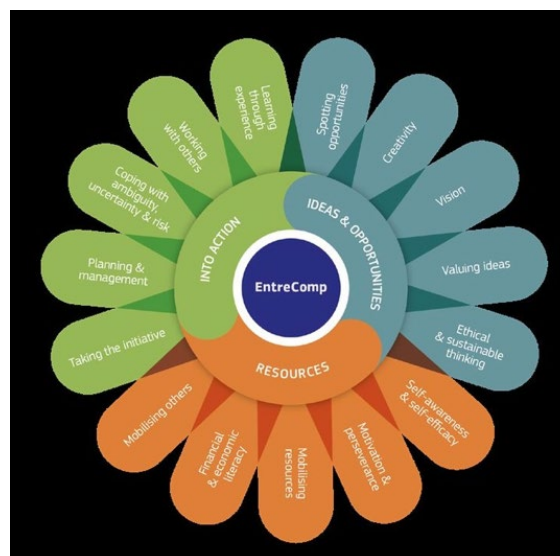 EntreComp
IDEAS & OPPORTUNITIES
Spotting
opportunities
Creativity
Vision
Valuing ideas
Ethical
& sustainable
thinking
RESOURCES
Self-awareness
& self-efficacy
Motivation &
perseverance
Mobilising
resources
Financial
& economic
literacy
Mobilising others
INTO ACTION
Taking the initiative
Planning &
management
Coping with
ambiguity,
uncertainty & risk
Working
with others
Learning
through
experience